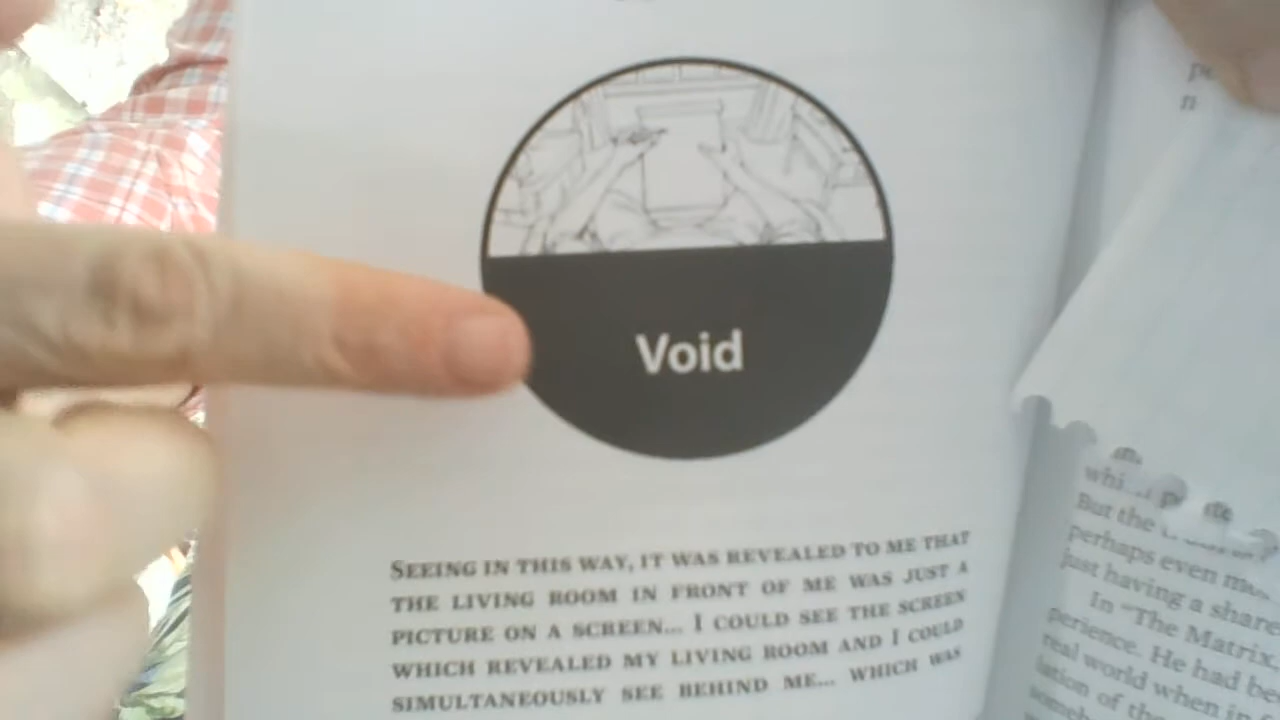 Void
SEEING IN THIS WAY, IT WAS REVEALED TO ME THAT
THE LIVING ROOM IN FRONT OF ME WAS JUST A
PICTURE ON A SCREEN... I COULD SEE THE SCREEN
WHICH REVEALED MY LIVING ROOM AND I COULD
SIMULTANEOUSLY SEE BEHIND ME... WHICH WAS
But the
perhaps even
just having a share
In "The Matrix,
perience. He had be
real world when in
of the